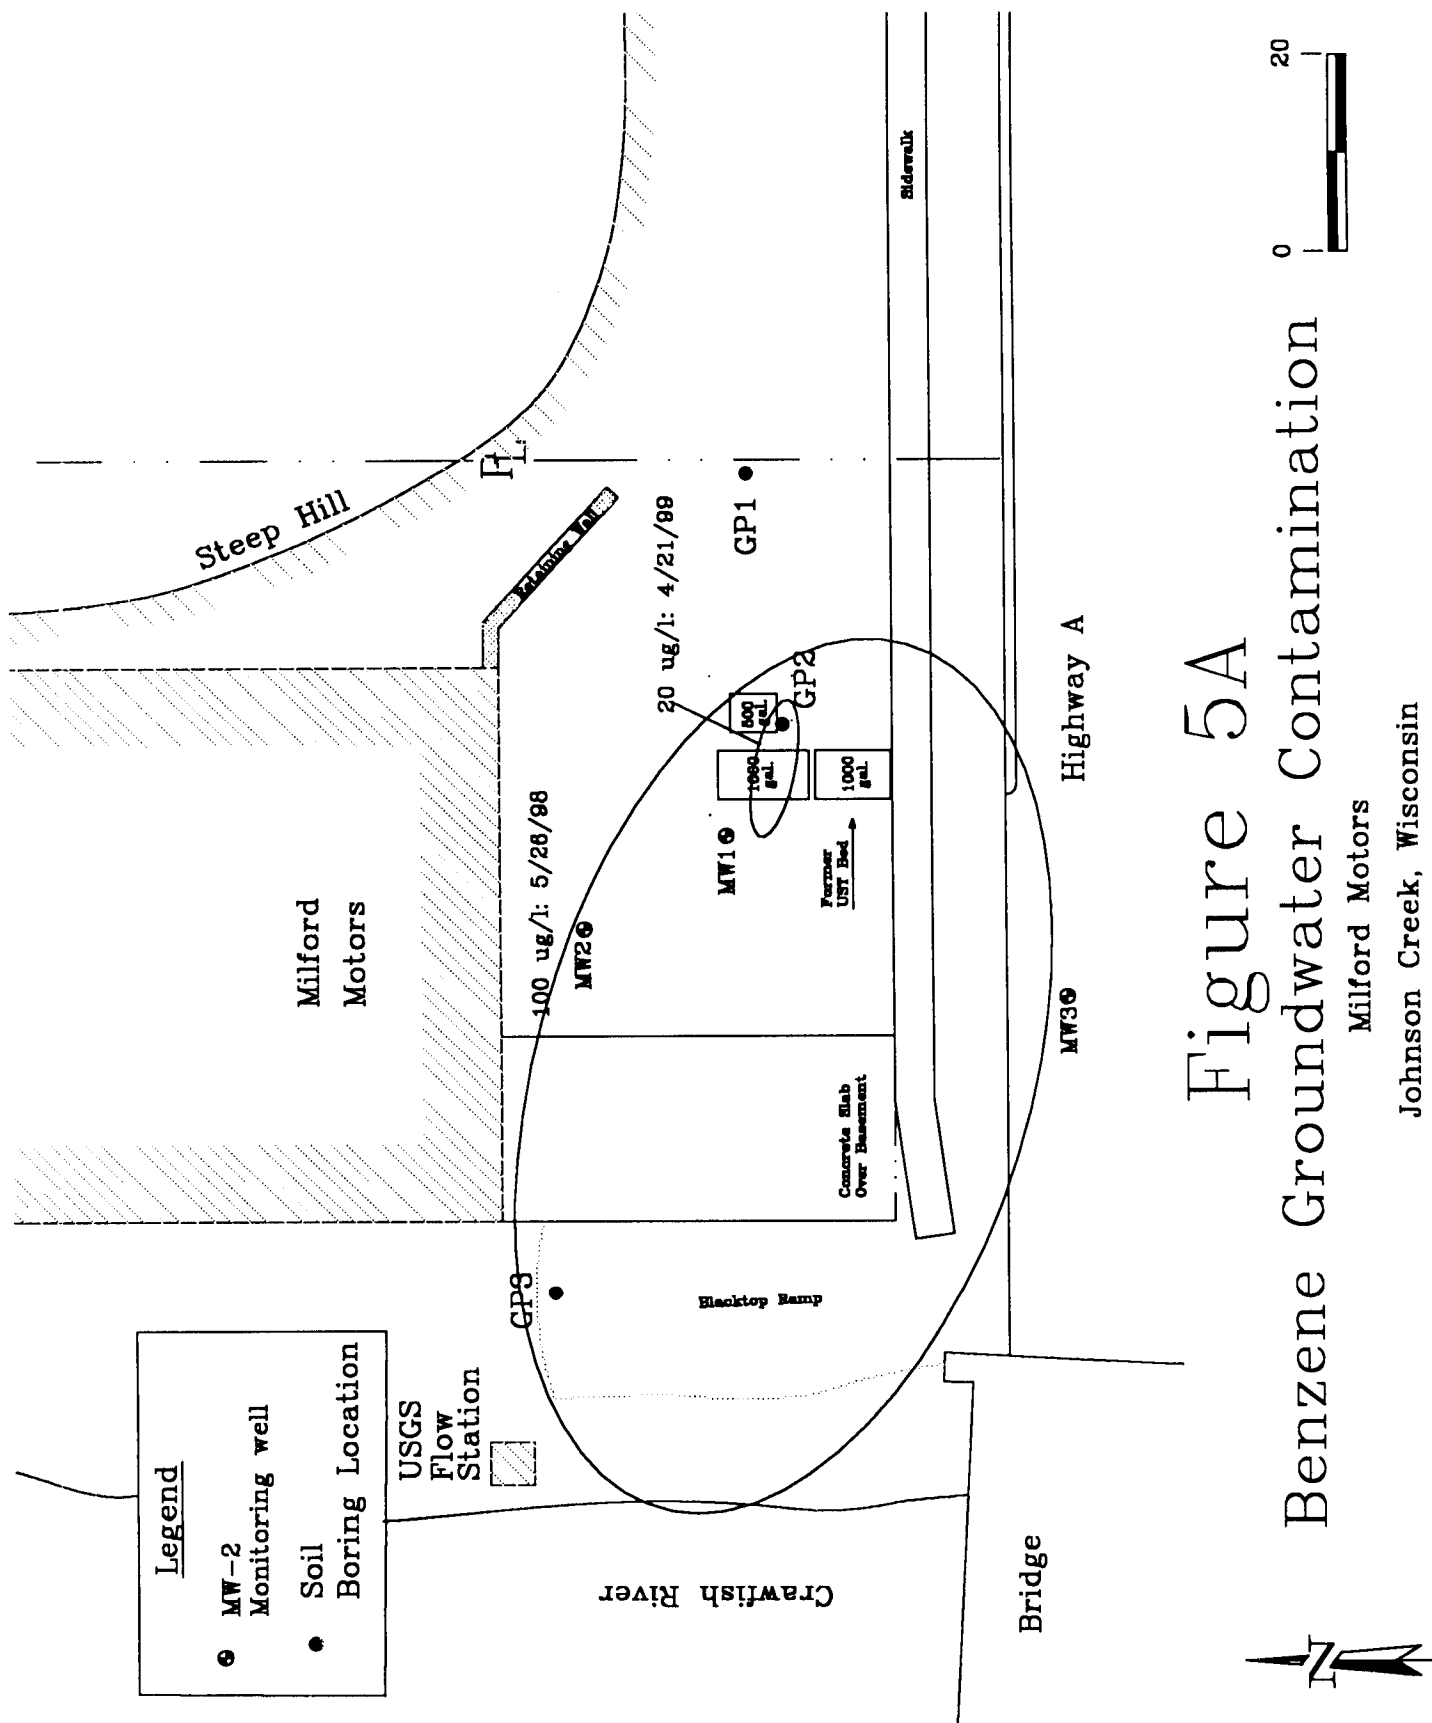 Legend
MW-2
Monitoring well
Soil
Boring Location
USGS
Flow
Station
Crawfish River
Bridge
GP3
Blacktop Ramp
Concrete Slab
Over Basement
Milford
Motors
Steep Hill
PL
Retaining Wall
100 ug/l: 5/26/98
20 ug/l: 4/21/99
MW2
MW1
MW3
GP1
GP2
500
gal.
gal.
1000
gal.
Former
UST Bed
Sidewalk
Highway A
0
20
N
Figure 5A
Benzene Groundwater Contamination
Milford Motors
Johnson Creek, Wisconsin